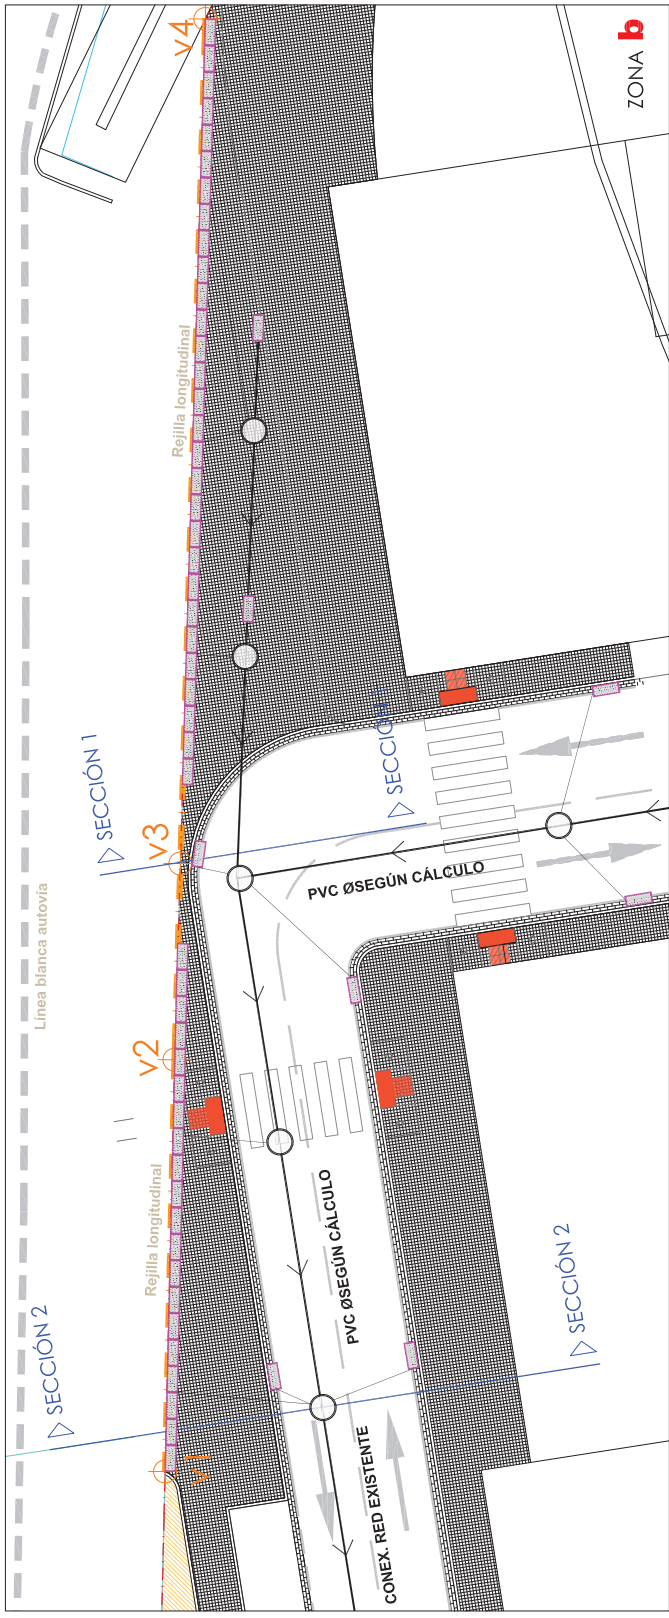 ZONA b
v4
Rejilla longitudinal
SECCIÓN 1
SECCIÓN 1
v3
PVC ØSEGÚN CÁLCULO
Línea blanca autovía
v2
Rejilla longitudinal
PVC ØSEGÚN CÁLCULO
SECCIÓN 2
SECCIÓN 2
v1
CONEX. RED EXISTENTE